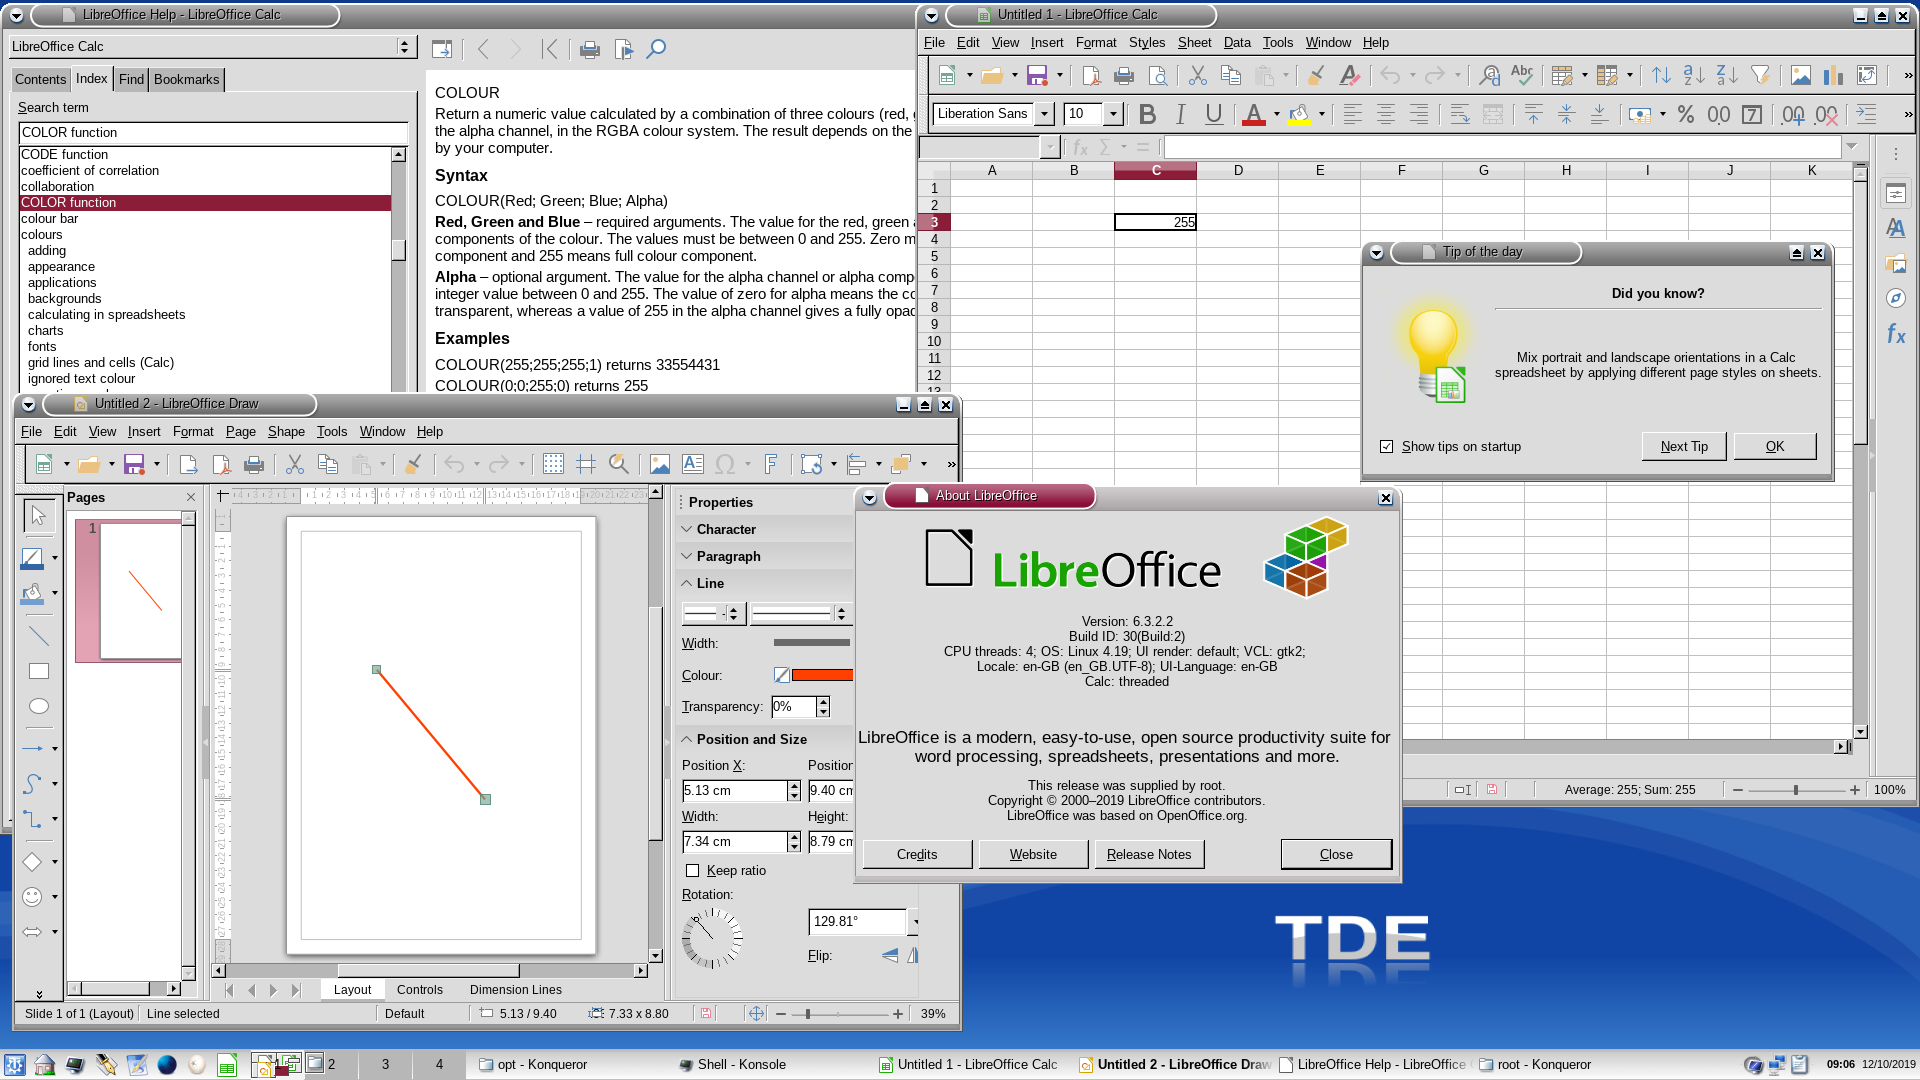 LibreOffice Help - LibreOffice Calc
LibreOffice Calc
Contents
Index
Find
Bookmarks
Search term
COLOR function
CODE function
coefficient of correlation
collaboration
COLOR function
colour bar
colours
adding
appearance
applications
backgrounds
calculating in spreadsheets
charts
fonts
grid lines and cells (Calc)
ignored text colour
COLOUR
Return a numeric value calculated by a combination of three colours (red,
the alpha channel, in the RGBA colour system. The result depends on the
by your computer.
Syntax
COLOUR(Red; Green; Blue; Alpha)
Red, Green and Blue – required arguments. The value for the red, green
components of the colour. The values must be between 0 and 255. Zero
component and 255 means full colour component.
Alpha – optional argument. The value for the alpha channel or alpha
integer value between 0 and 255. The value of zero for alpha means the
transparent, whereas a value of 255 in the alpha channel gives a fully
Examples
COLOUR(255;255;255;1) returns 33554431
COLOUR(0;0;255;0) returns 255
Untitled 1 - LibreOffice Calc
File Edit View Insert Format Styles Sheet Data Tools Window Help
Liberation Sans 10
A B C D E F G H I J K
1
2
3 255
4
5
6
7
8
9
10
11
12
Average: 255; Sum: 255
100%
Tip of the day
Did you know?
Mix portrait and landscape orientations in a Calc
spreadsheet by applying different page styles on sheets.
Show tips on startup
Next Tip
OK
Untitled 2 - LibreOffice Draw
File Edit View Insert Format Page Shape Tools Window Help
Pages
1
Properties
Character
Paragraph
Line
Width:
Colour:
Transparency: 0%
Position and Size
Position X:
5.13 cm
9.40 cm
Width: Height:
7.34 cm
8.79 cm
Keep ratio
Rotation:
129.81°
Flip:
Layout Controls Dimension Lines
Slide 1 of 1 (Layout) Line selected Default 5.13 / 9.40 7.33 x 8.80 39%
About LibreOffice
LibreOffice
Version: 6.3.2.2
Build ID: 30(Build:2)
CPU threads: 4; OS: Linux 4.19; UI render: default; VCL: gtk2;
Locale: en-GB (en_GB.UTF-8); UI-Language: en-GB
Calc: threaded
LibreOffice is a modern, easy-to-use, open source productivity suite for
word processing, spreadsheets, presentations and more.
This release was supplied by root.
Copyright © 2000–2019 LibreOffice contributors.
LibreOffice was based on OpenOffice.org.
Credits
Website
Release Notes
Close
TDE
2 3 4
opt - Konqueror
Shell - Konsole
Untitled 1 - LibreOffice Calc
Untitled 2 - LibreOffice Draw
LibreOffice Help - LibreOffice
root - Konqueror
09:06 12/10/2019